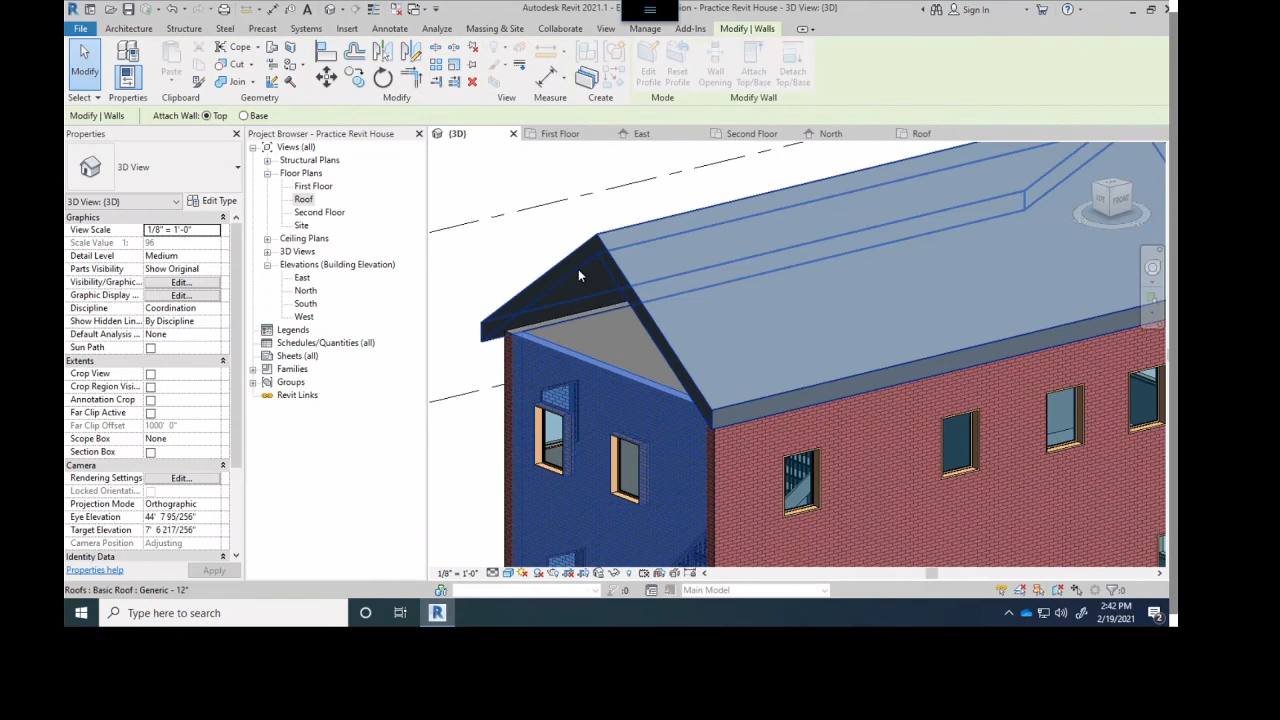 Autodesk Revit 2021.1 - E
on - Practice Revit House - 3D View: {3D}
Sign In
File Architecture Structure Steel Precast Systems Insert Annotate Analyze Massing & Site Collaborate View Manage Add-Ins Modify | Walls
Modify
Paste
Cope
Cut
Join
Edit Profile
Reset Profile
Wall Opening
Attach Top/Base
Detach Top/Base
Select Properties Clipboard Geometry Modify View Measure Create Mode Modify Wall
Modify | Walls Attach Wall: Top Base
Properties
3D View
3D View: {3D} Edit Type
Graphics
View Scale 1/8" = 1'-0"
Scale Value 1: 96
Detail Level Medium
Parts Visibility Show Original
Visibility/Graphic... Edit...
Graphic Display ... Edit...
Discipline Coordination
Show Hidden Lin... By Discipline
Default Analysis ... None
Sun Path
Extents
Crop View
Crop Region Visi...
Annotation Crop
Far Clip Active
Far Clip Offset 1000' 0"
Scope Box None
Section Box
Camera
Rendering Settings Edit...
Locked Orientati...
Projection Mode Orthographic
Eye Elevation 44' 7 95/256"
Target Elevation 7' 6 217/256"
Camera Position Adjusting
Identity Data
Properties help Apply
Project Browser - Practice Revit House
Views (all)
Structural Plans
Floor Plans
First Floor
Roof
Second Floor
Site
Ceiling Plans
3D Views
Elevations (Building Elevation)
East
North
South
West
Legends
Schedules/Quantities (all)
Sheets (all)
Families
Groups
Revit Links
{3D} First Floor East Second Floor North Roof
FRONT
1/8" = 1'-0"
Roofs : Basic Roof : Generic - 12"
:0
Main Model
:0
Type here to search
2:42 PM
2/19/2021
2